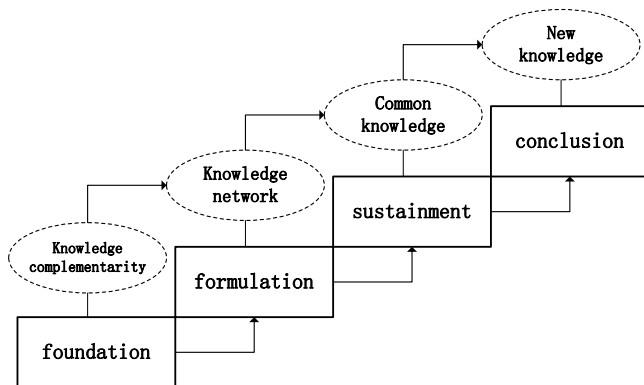 New
knowledge
Common
knowledge
conclusion
Knowledge
network
sustainment
Knowledge
complementarity
formulation
foundation